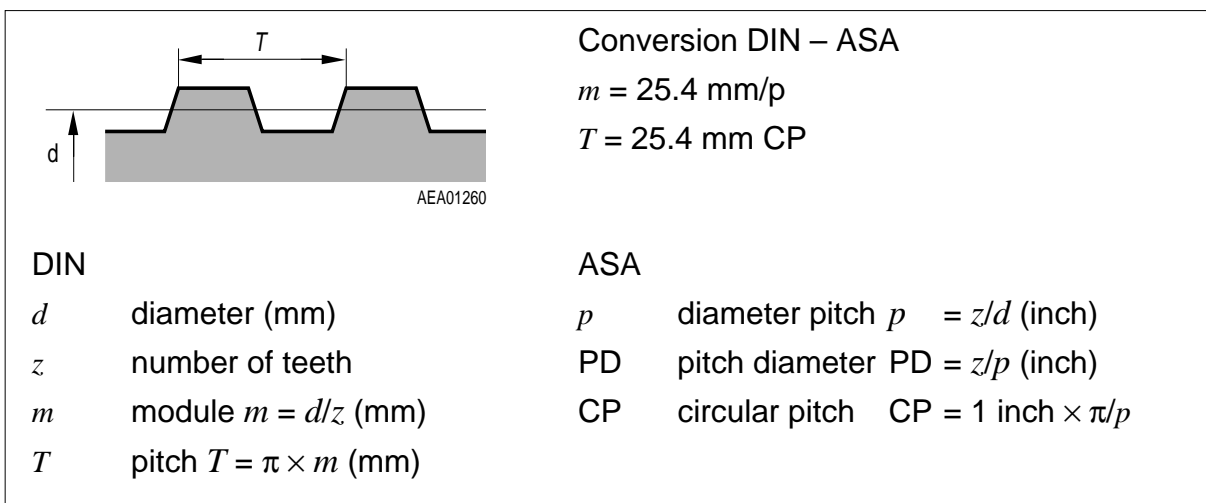 T
d
AEA01260
Conversion DIN – ASA
m = 25.4 mm/p
T = 25.4 mm CP
DIN
d diameter (mm)
z number of teeth
m module m = d/z (mm)
T pitch T = π × m (mm)
ASA
p diameter pitch p = z/d (inch)
PD pitch diameter PD = z/p (inch)
CP circular pitch CP = 1 inch × π/p